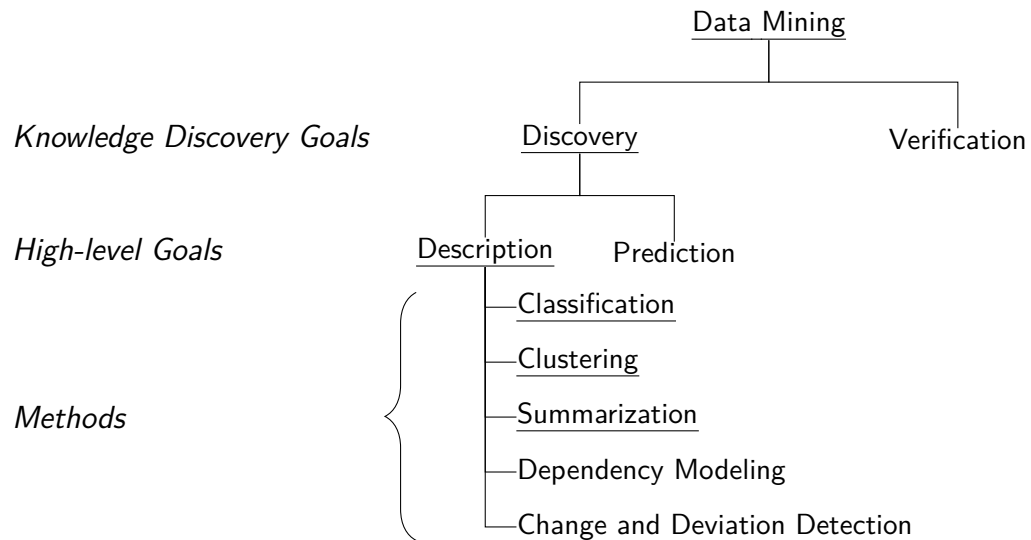 Data Mining
Knowledge Discovery Goals Discovery Verification
High-level Goals Description Prediction
Classification
Clustering
Methods Summarization
Dependency Modeling
Change and Deviation Detection